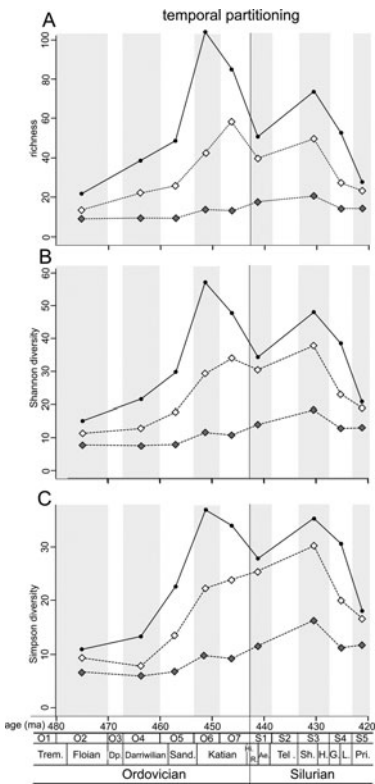 temporal partitioning
A
richness
0 20 40 60 80 100
B
Shannon diversity
0 10 20 30 40 50 60
C
Simpson diversity
0 10 20 30
age (ma)
480 470 460 450 440 430 420
O1 O2 O3 O4 O5 O6 O7 S1 S2 S3 S4 S5
Trem. Floian Dp. Darriwilian Sand. Katian Hi. R. Ae. Tel . Sh. H. G. L. Pri.
Ordovician Silurian